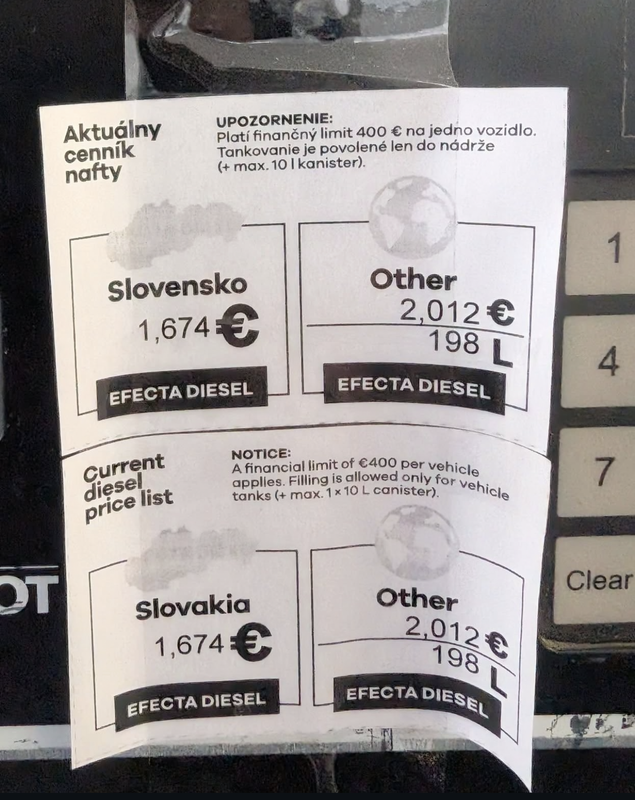 Aktuálny
cenník
nafty
UPOZORNENIE:
Platí finančný limit 400 € na jedno vozidlo.
Tankovanie je povolené len do nádrže
(+ max. 10 l kanister).
Slovensko
1,674 €
EFECTA DIESEL
Other
2,012 €
198 L
EFECTA DIESEL
Current
diesel
price list
NOTICE:
A financial limit of €400 per vehicle
applies. Filling is allowed only for vehicle
tanks (+ max. 1 x 10 L canister).
Slovakia
1,674 €
EFECTA DIESEL
Other
2,012 €
198 L
EFECTA DIESEL
1
4
7
Clear
OT